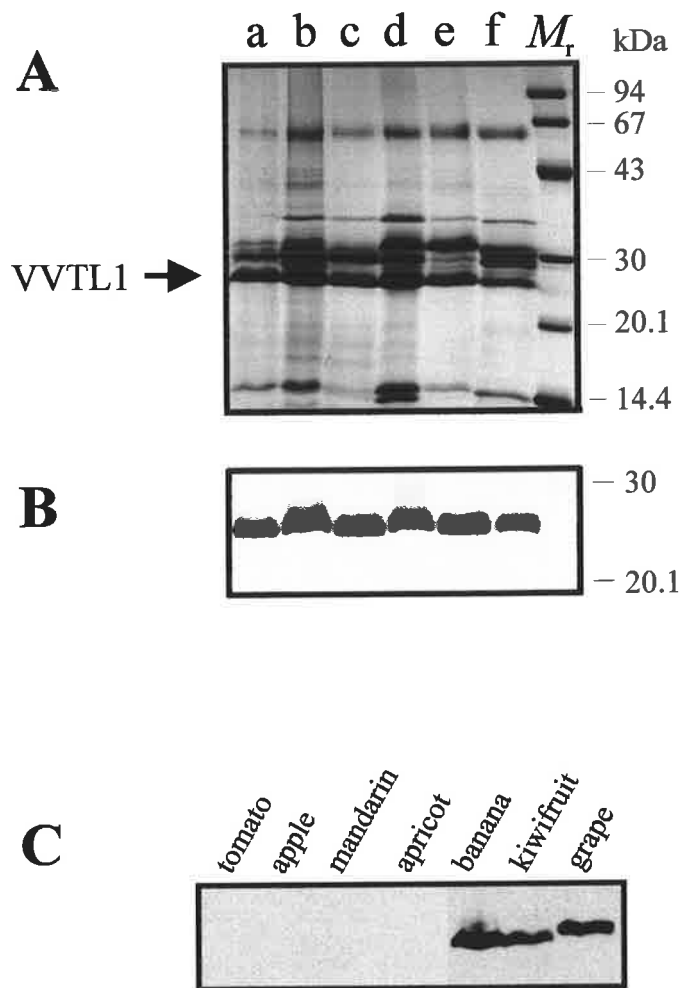 A
a b c d e f Mr kDa
94
67
43
VVTL1
30
20.1
14.4
B
30
20.1
C
tomato apple mandarin apricot banana kiwifruit grape